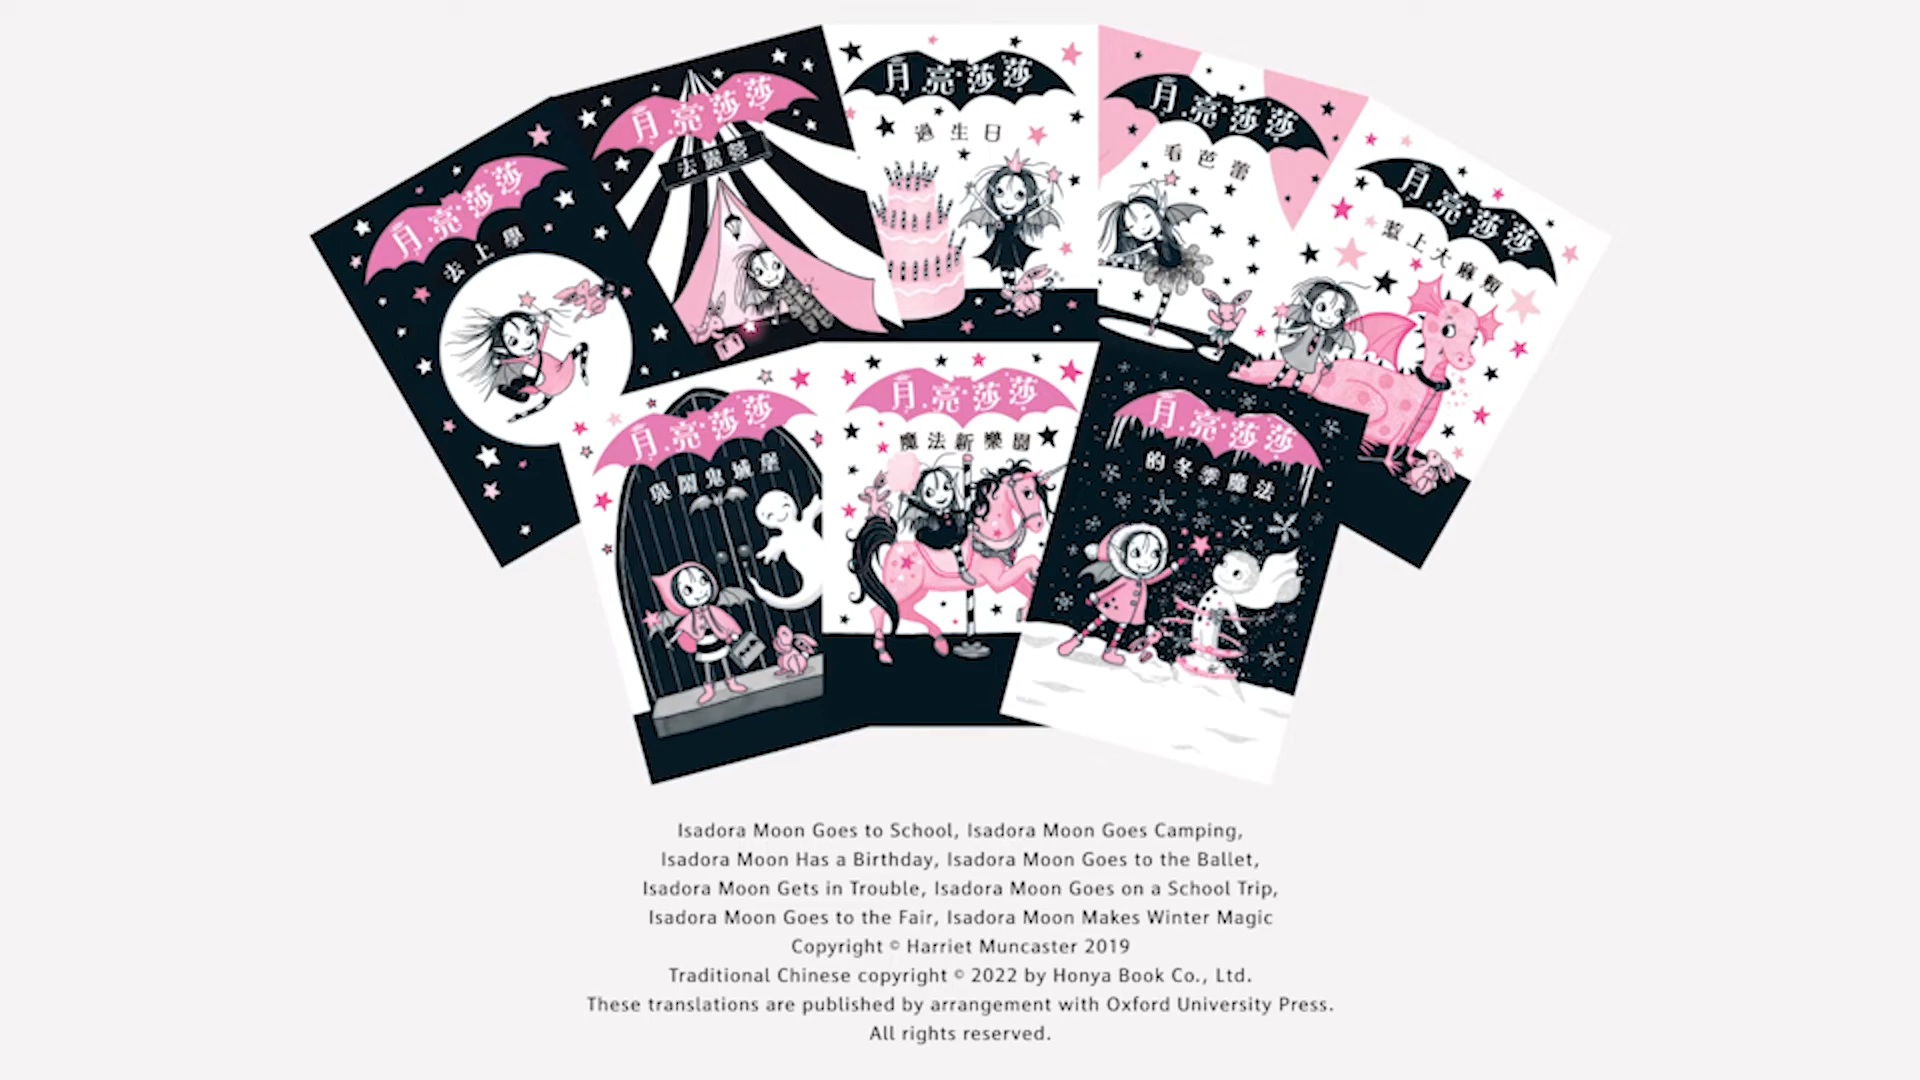 月亮莎莎
去上學
月亮莎莎
去露營
月亮莎莎
過生日
月亮莎莎
看芭蕾
月亮莎莎
惹上大麻煩
月亮莎莎
與鬧鬼城堡
月亮莎莎
魔法新樂園
月亮莎莎
的冬季魔法
Isadora Moon Goes to School, Isadora Moon Goes Camping,
Isadora Moon Has a Birthday, Isadora Moon Goes to the Ballet,
Isadora Moon Gets in Trouble, Isadora Moon Goes on a School Trip,
Isadora Moon Goes to the Fair, Isadora Moon Makes Winter Magic
Copyright © Harriet Muncaster 2019
Traditional Chinese copyright © 2022 by Honya Book Co., Ltd.
These translations are published by arrangement with Oxford University Press.
All rights reserved.